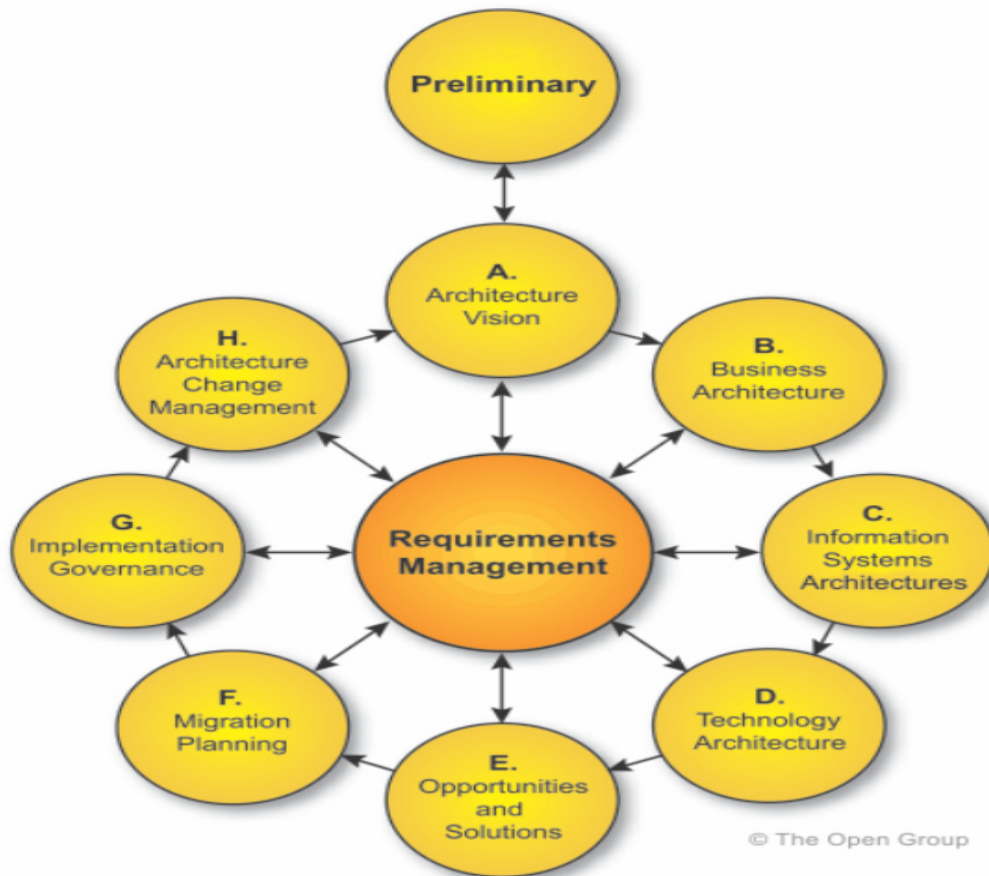 Preliminary
A.
Architecture
Vision
B.
Business
Architecture
C.
Information
Systems
Architectures
D.
Technology
Architecture
E.
Opportunities
and
Solutions
F.
Migration
Planning
G.
Implementation
Governance
H.
Architecture
Change
Management
Requirements
Management
© The Open Group